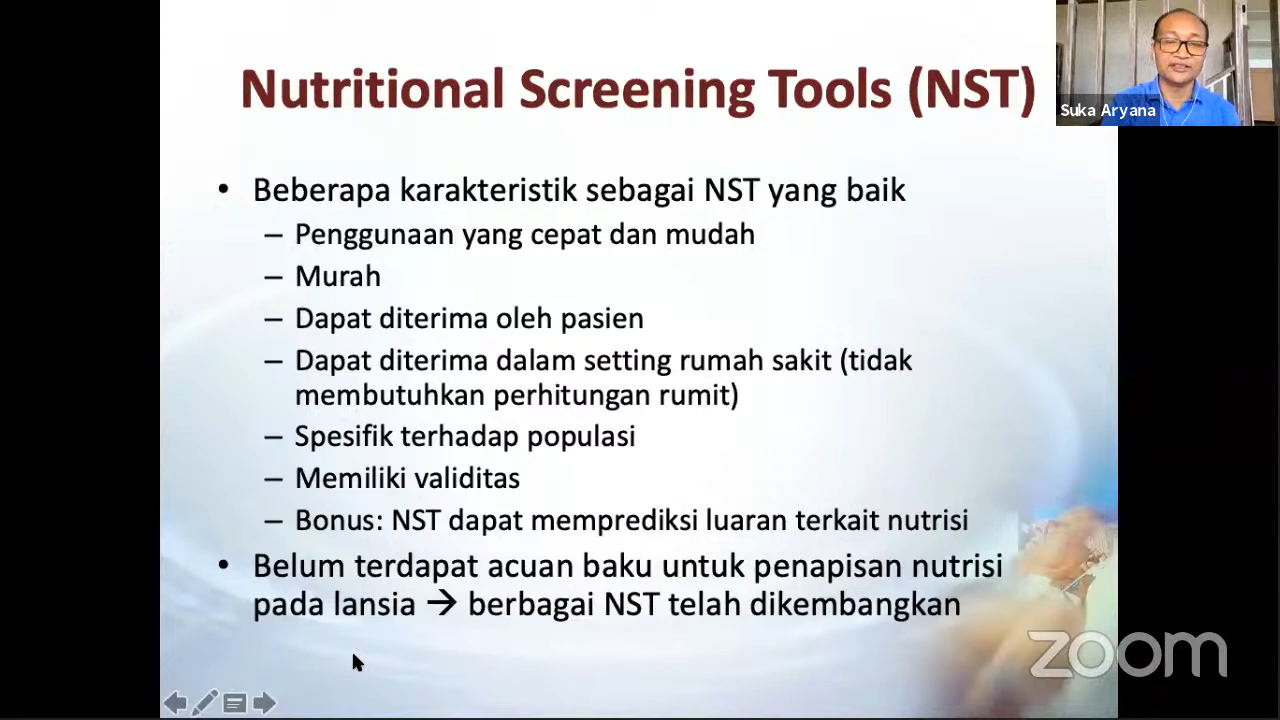 Nutritional Screening Tools (NST)
Suka Aryana
• Beberapa karakteristik sebagai NST yang baik
– Penggunaan yang cepat dan mudah
– Murah
– Dapat diterima oleh pasien
– Dapat diterima dalam setting rumah sakit (tidak
membutuhkan perhitungan rumit)
– Spesifik terhadap populasi
– Memiliki validitas
– Bonus: NST dapat memprediksi luaran terkait nutrisi
• Belum terdapat acuan baku untuk penapisan nutrisi
pada lansia → berbagai NST telah dikembangkan
zoom